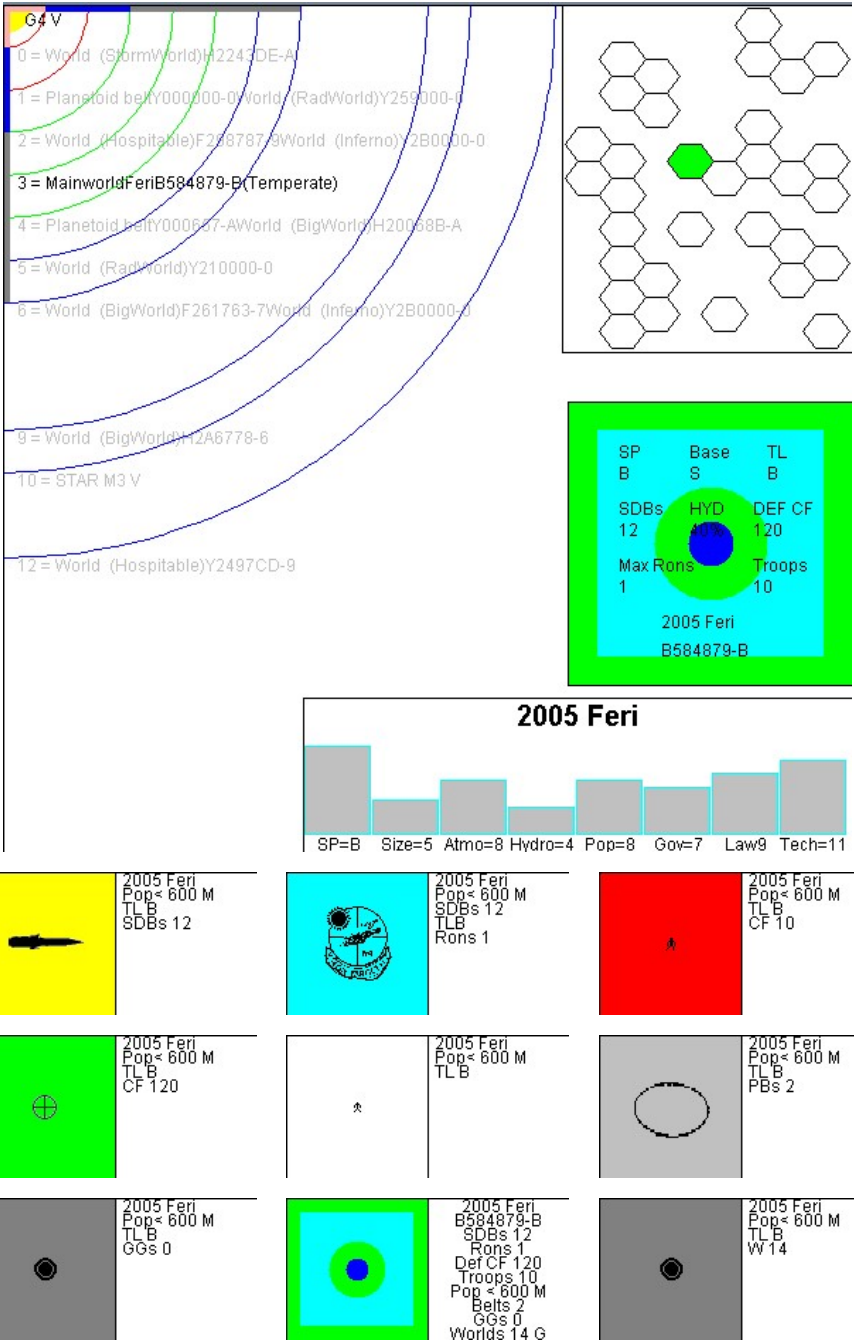 G4 V
0 = World (StormWorld)H2243DE-A
1 = Planetoid beltY000000-0World (RadWorld)Y259000-0
2 = World (Hospitable)F298787-9World (Inferno)Y2B0000-0
3 = MainworldFeriB584879-B(Temperate)
4 = Planetoid beltY000687-AWorld (BigWorld)H20068B-A
5 = World (RadWorld)Y210000-0
6 = World (BigWorld)F261763-7World (Inferno)Y2B0000-0
9 = World (BigWorld)H2A6778-6
10 = STAR M3 V
12 = World (Hospitable)Y2497CD-9
SP Base TL
B S B
SDBs HYD DEF CF
12 40% 120
Max Rons Troops
1 10
2005 Feri
B584879-B
2005 Feri
SP=B Size=5 Atmo=8 Hydro=4 Pop=8 Gov=7 Law9 Tech=11
2005 Feri
Pop< 600 M
TL B
SDBs 12
2005 Feri
Pop< 600 M
SDBs 12
TLB
Rons 1
2005 Feri
Pop< 600 M
TL B
CF 10
2005 Feri
Pop< 600 M
TL B
CF 120
2005 Feri
Pop< 600 M
TL B
2005 Feri
Pop< 600 M
TL B
PBs 2
2005 Feri
Pop< 600 M
TL B
GGs 0
2005 Feri
B584879-B
SDBs 12
Rons 1
Def CF 120
Troops 10
Pop < 600 M
Belts 2
GGs 0
Worlds 14 G
2005 Feri
Pop< 600 M
TL B
W 14